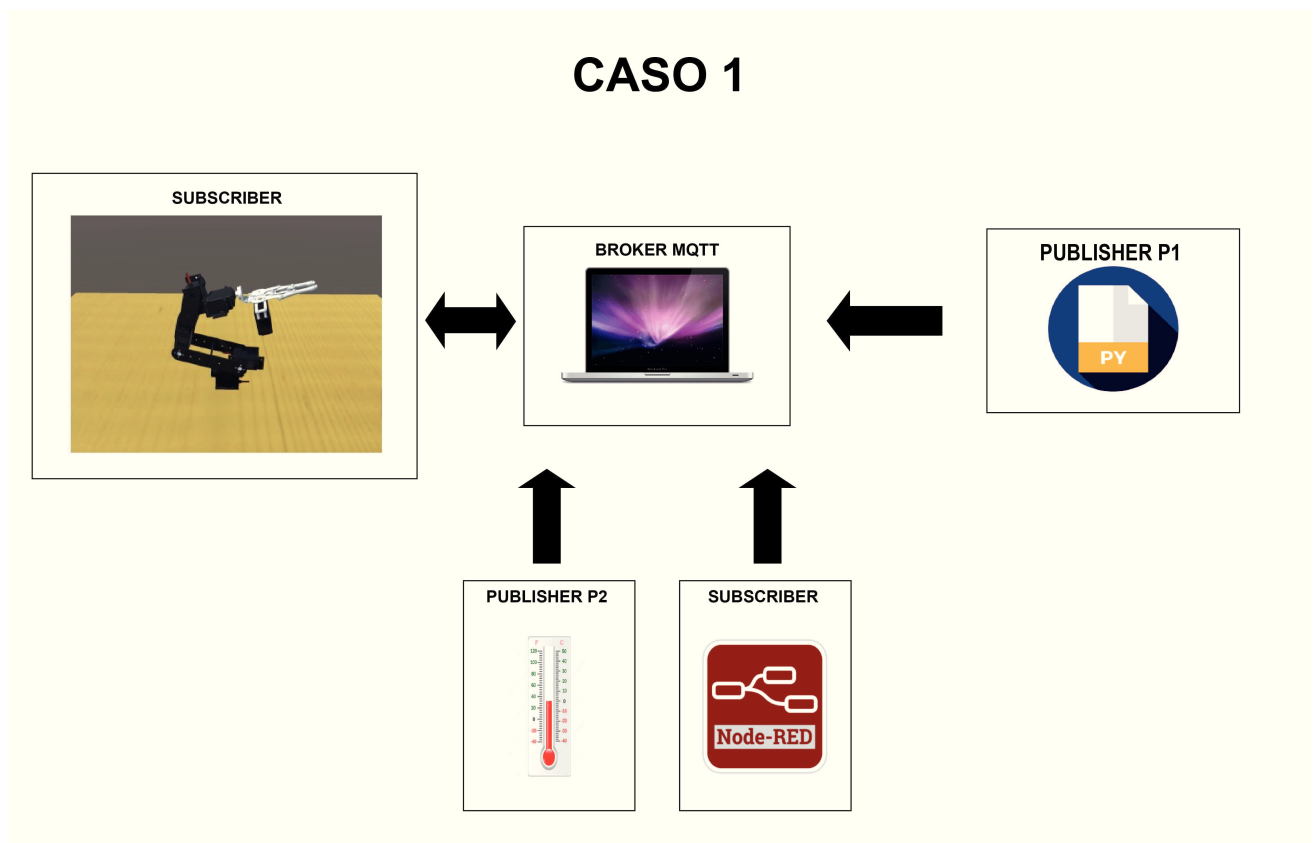 CASO 1
SUBSCRIBER
BROKER MQTT
PUBLISHER P1
PY
PUBLISHER P2
SUBSCRIBER
F C
Node-RED